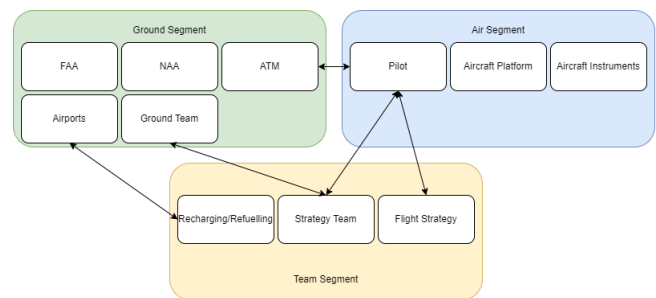 Ground Segment
Air Segment
FAA
NAA
ATM
Pilot
Aircraft Platform
Aircraft Instruments
Airports
Ground Team
Recharging/Refuelling
Strategy Team
Flight Strategy
Team Segment